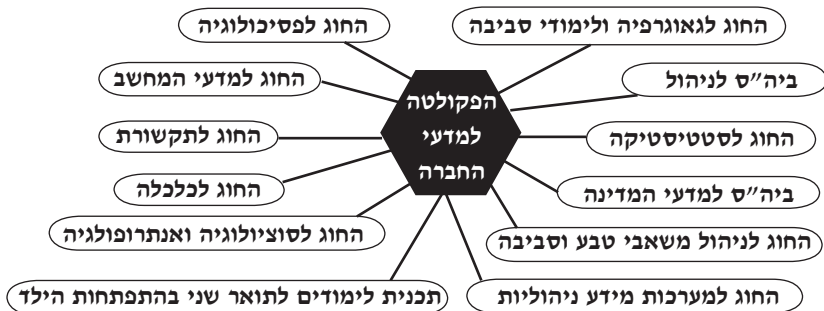 הפקולטה
למדעי
החברה
החוג לגאוגרפיה ולימודי סביבה
ביה״ס לניהול
החוג לסטטיסטיקה
ביה״ס למדעי המדינה
החוג לניהול משאבי טבע וסביבה
החוג למערכות מידע ניהוליות
החוג לפסיכולוגיה
החוג למדעי המחשב
החוג לתקשורת
החוג לכלכלה
החוג לסוציולוגיה ואנתרופולגיה
תכנית לימודים לתואר שני בהתפתחות הילד